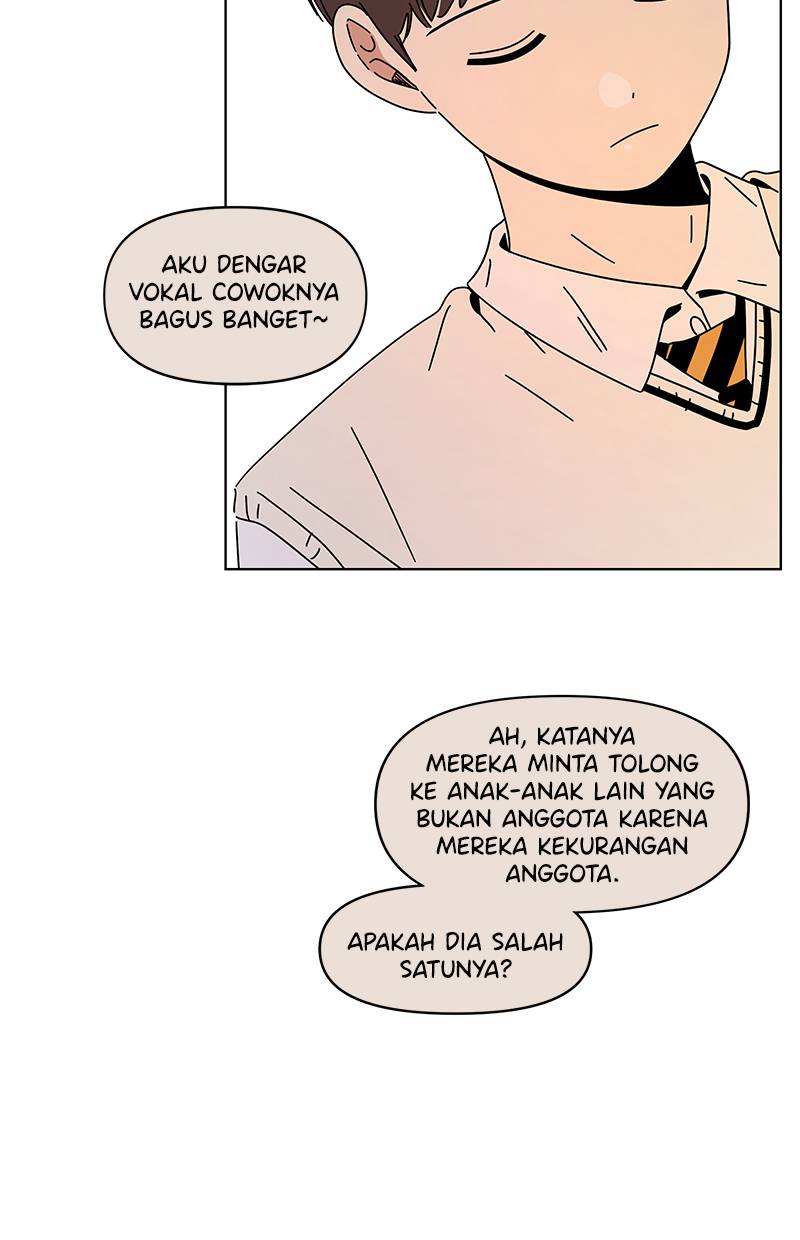 AKU DENGAR
VOKAL COWOKNYA
BAGUS BANGET~
AH, KATANYA
MEREKA MINTA TOLONG
KE ANAK-ANAK LAIN YANG
BUKAN ANGGOTA KARENA
MEREKA KEKURANGAN
ANGGOTA.
APAKAH DIA SALAH
SATUNYA?